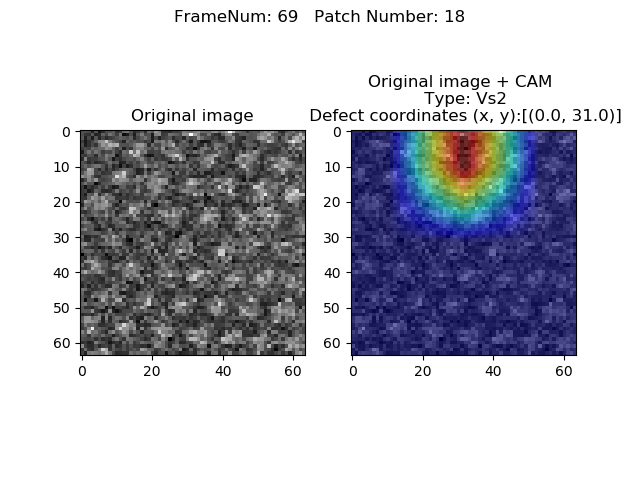 FrameNum: 69   Patch Number: 18
Original image
Original image + CAM
Type: Vs2
Defect coordinates (x, y):[(0.0, 31.0)]
0
10
20
30
40
50
60
0 20 40 60
0
10
20
30
40
50
60
0 20 40 60